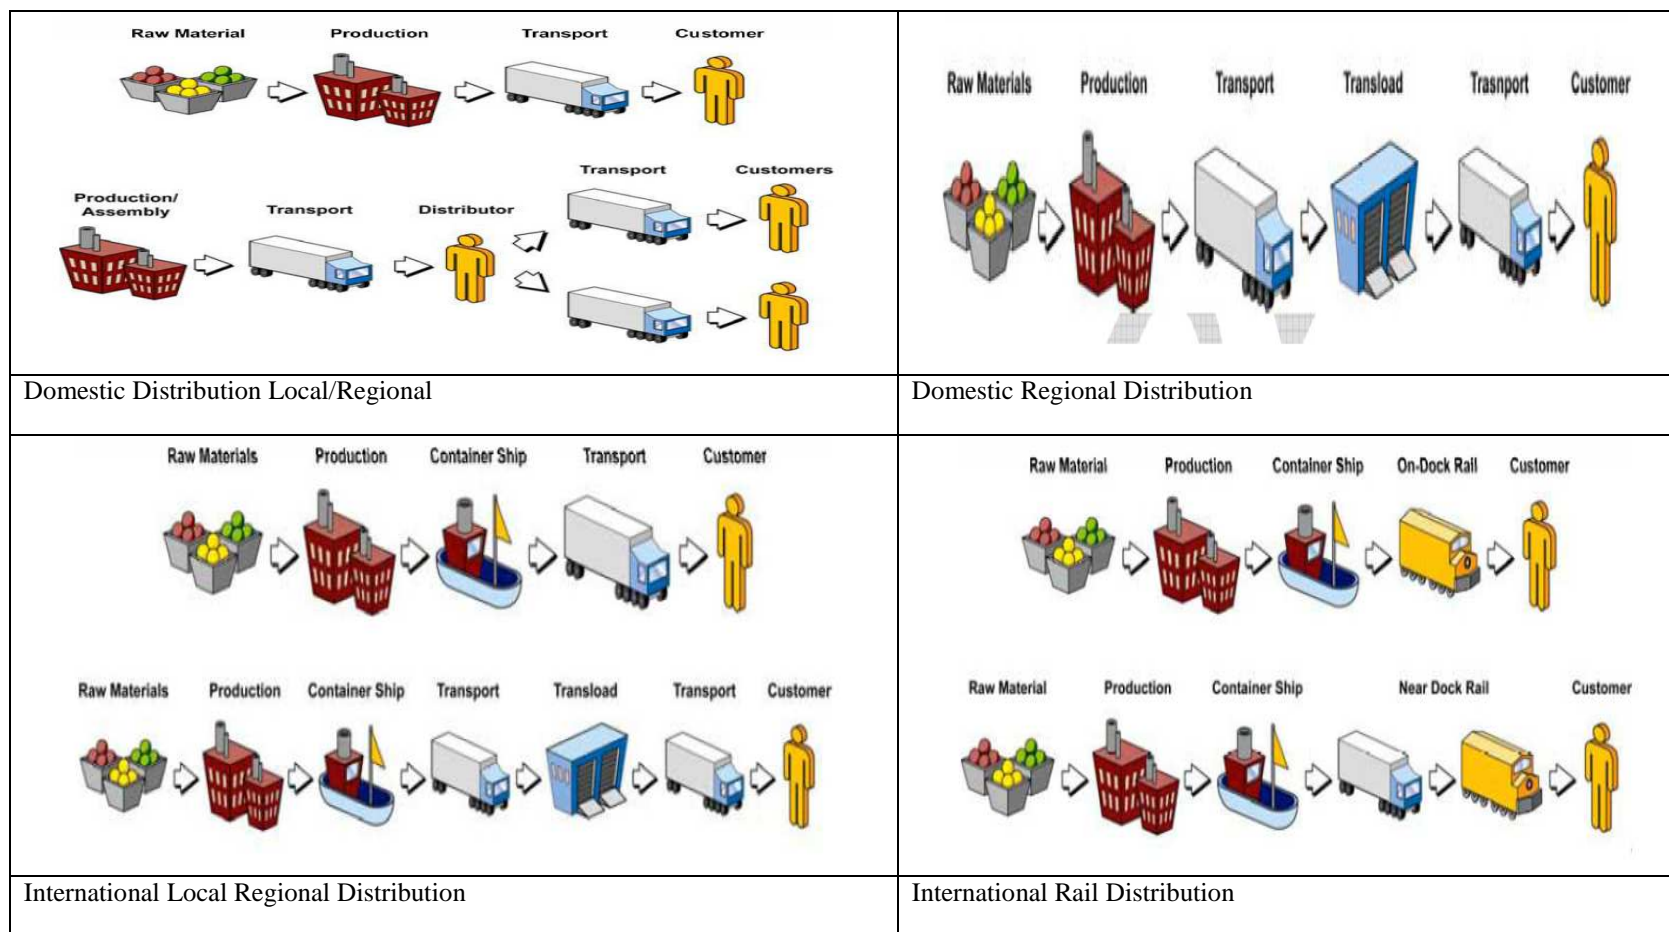 Raw Material Production Transport Customer
Transport Customers
Production/
Assembly Transport Distributor
Raw Materials Production Transport Transload Trasnport Customer
Domestic Distribution Local/Regional
Domestic Regional Distribution
Raw Materials Production Container Ship Transport Customer
Raw Materials Production Container Ship Transport Transload Transport Customer
Raw Material Production Container Ship On-Dock Rail Customer
Raw Material Production Container Ship Near Dock Rail Customer
International Local Regional Distribution
International Rail Distribution